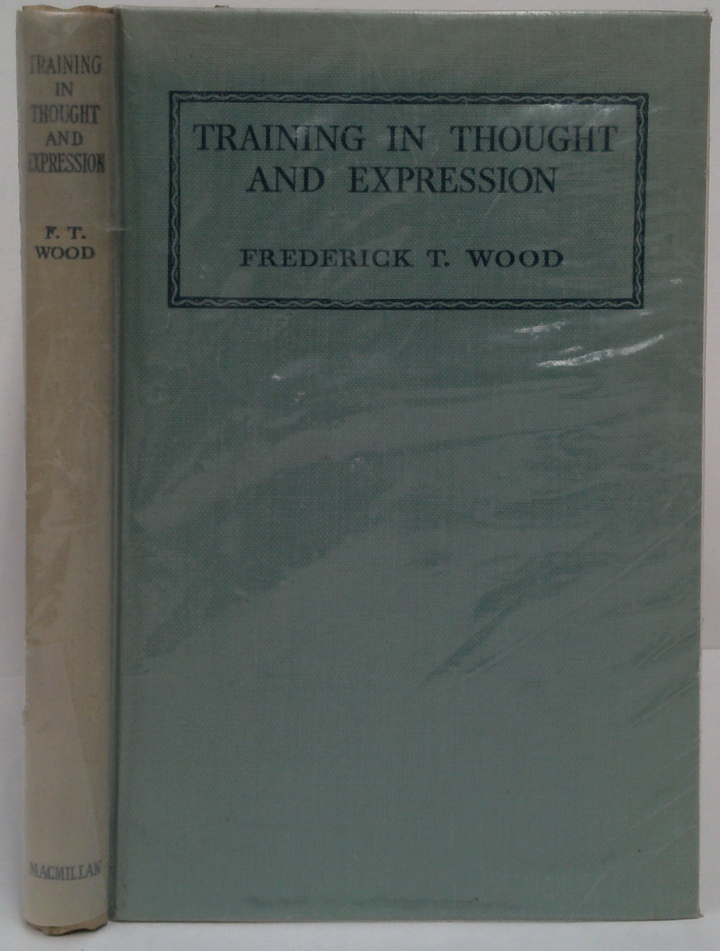 TRAINING
IN
THOUGHT
AND
EXPRESSION
F. T.
WOOD
MACMILLAN
TRAINING IN THOUGHT
AND EXPRESSION
FREDERICK T. WOOD